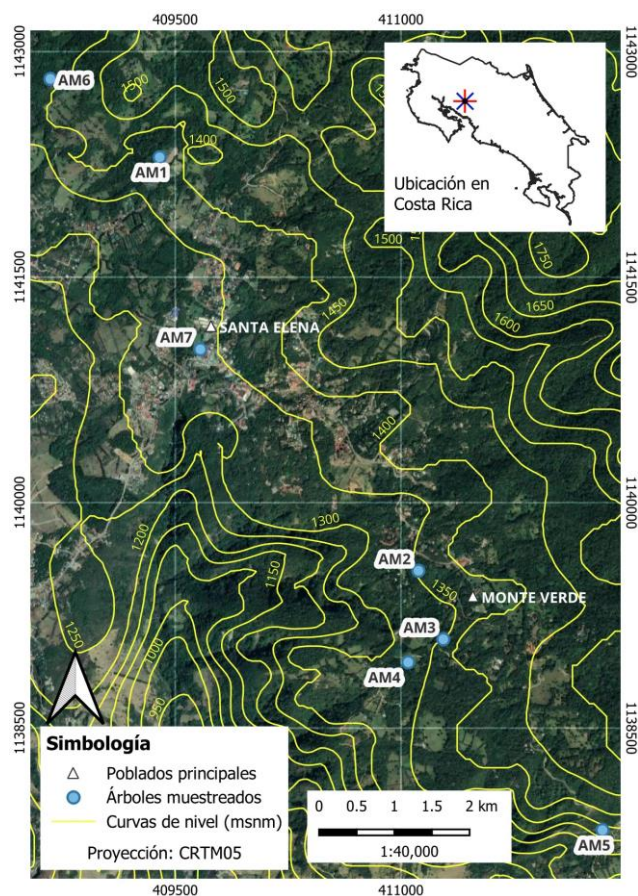 409500
411000
1143000
1143000
AM6
1500
1500
AM1
1400
Ubicación en
Costa Rica
1500
1750
1141500
1141500
1450
1650
1600
SANTA ELENA
AM7
1400
1140000
1140000
1200
1300
1150
AM2
1350
MONTE VERDE
AM3
1250
1000
AM4
950
1138500
1138500
Simbología
Poblados principales
Árboles muestreados
Curvas de nivel (msnm)
Proyección: CRTM05
0 0.5 1 1.5 2 km
1:40,000
AM5
409500
411000